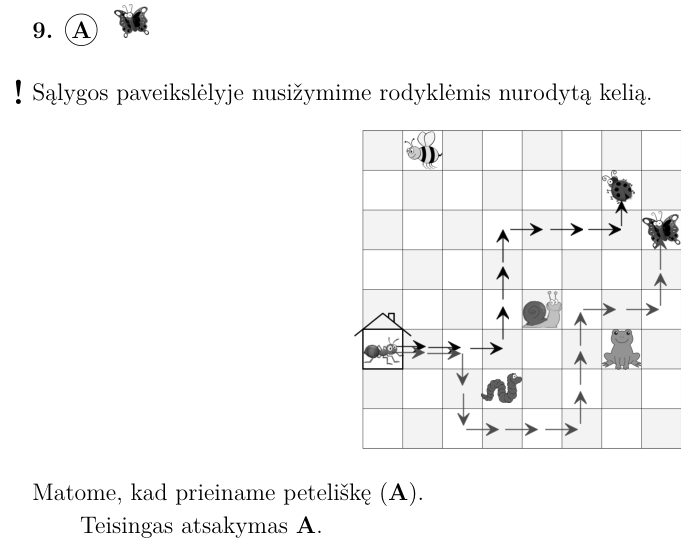 9. A
! Sąlygos paveikslėlyje nusižymime rodyklėmis nurodytą kelią.
Matome, kad prieiname peteliškę (A).
Teisingas atsakymas A.